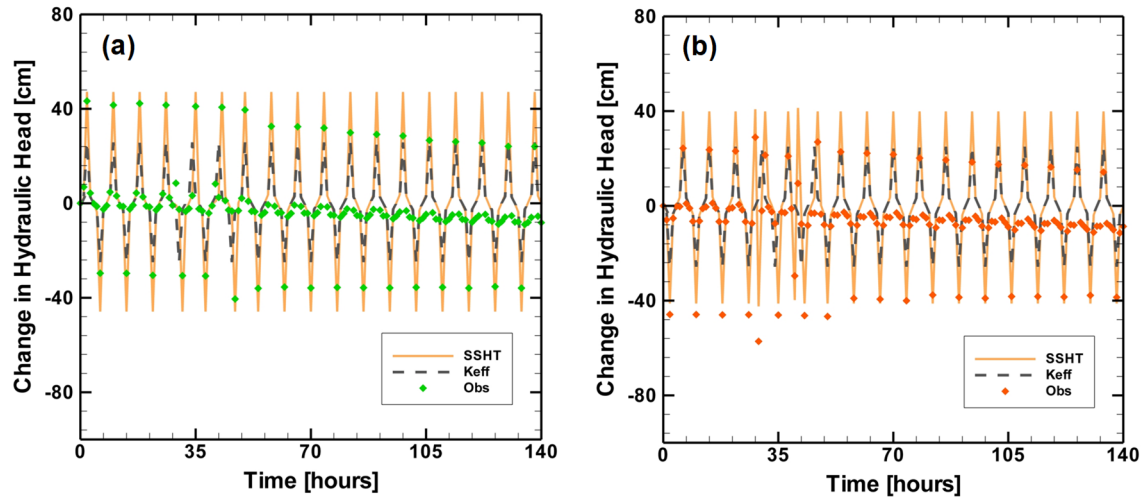 (a)
Change in Hydraulic Head [cm]
80
40
0
-40
-80
SSHT
Keff
Obs
0 35 70 105 140
Time [hours]
(b)
Change in Hydraulic Head [cm]
80
40
0
-40
-80
SSHT
Keff
Obs
0 35 70 105 140
Time [hours]